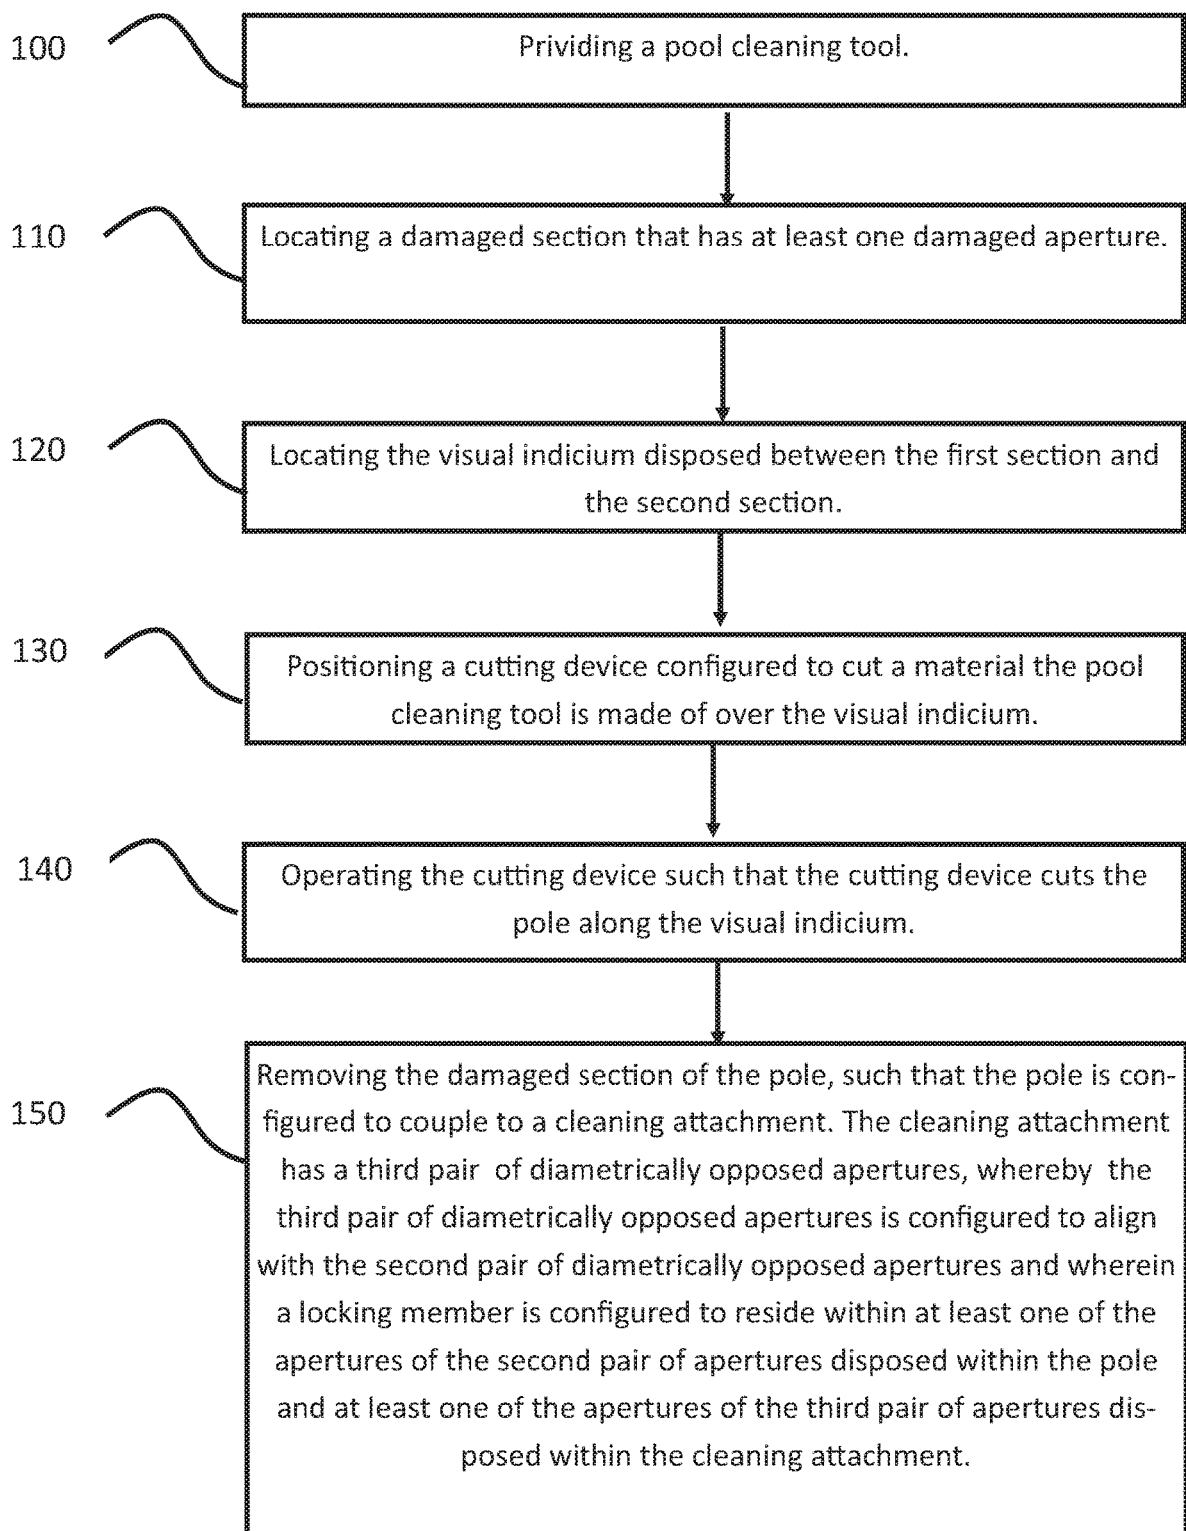 100
Prividing a pool cleaning tool.
110
Locating a damaged section that has at least one damaged aperture.
120
Locating the visual indicium disposed between the first section and
the second section.
130
Positioning a cutting device configured to cut a material the pool
cleaning tool is made of over the visual indicium.
140
Operating the cutting device such that the cutting device cuts the
pole along the visual indicium.
150
Removing the damaged section of the pole, such that the pole is con-
figured to couple to a cleaning attachment. The cleaning attachment
has a third pair of diametrically opposed apertures, whereby the
third pair of diametrically opposed apertures is configured to align
with the second pair of diametrically opposed apertures and wherein
a locking member is configured to reside within at least one of the
apertures of the second pair of apertures disposed within the pole
and at least one of the apertures of the third pair of apertures dis-
posed within the cleaning attachment.